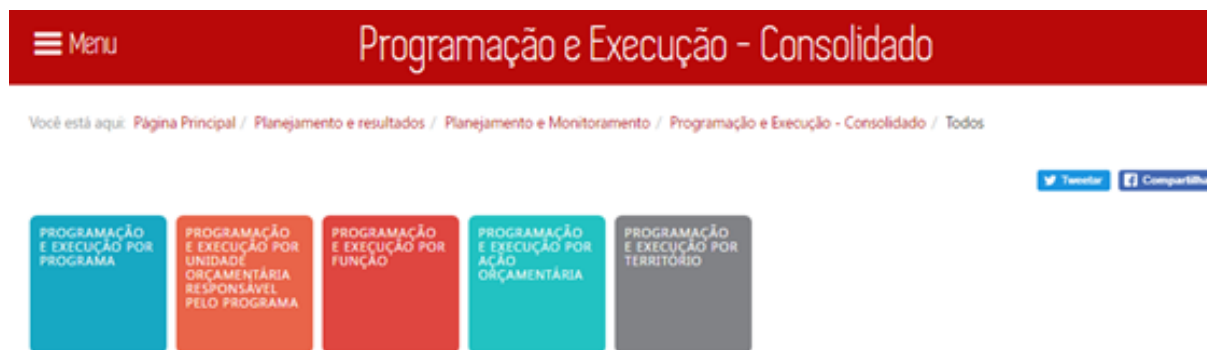 Menu
Programação e Execução - Consolidado
Você está aqui: Página Principal / Planejamento e resultados / Planejamento e Monitoramento / Programação e Execução - Consolidado / Todos
Tweetar
Compartilha
PROGRAMAÇÃO
E EXECUÇÃO POR
PROGRAMA
PROGRAMAÇÃO
E EXECUÇÃO POR
UNIDADE
ORÇAMENTÁRIA
RESPONSÁVEL
PELO PROGRAMA
PROGRAMAÇÃO
E EXECUÇÃO POR
FUNÇÃO
PROGRAMAÇÃO
E EXECUÇÃO POR
AÇÃO
ORÇAMENTÁRIA
PROGRAMAÇÃO
E EXECUÇÃO POR
TERRITÓRIO